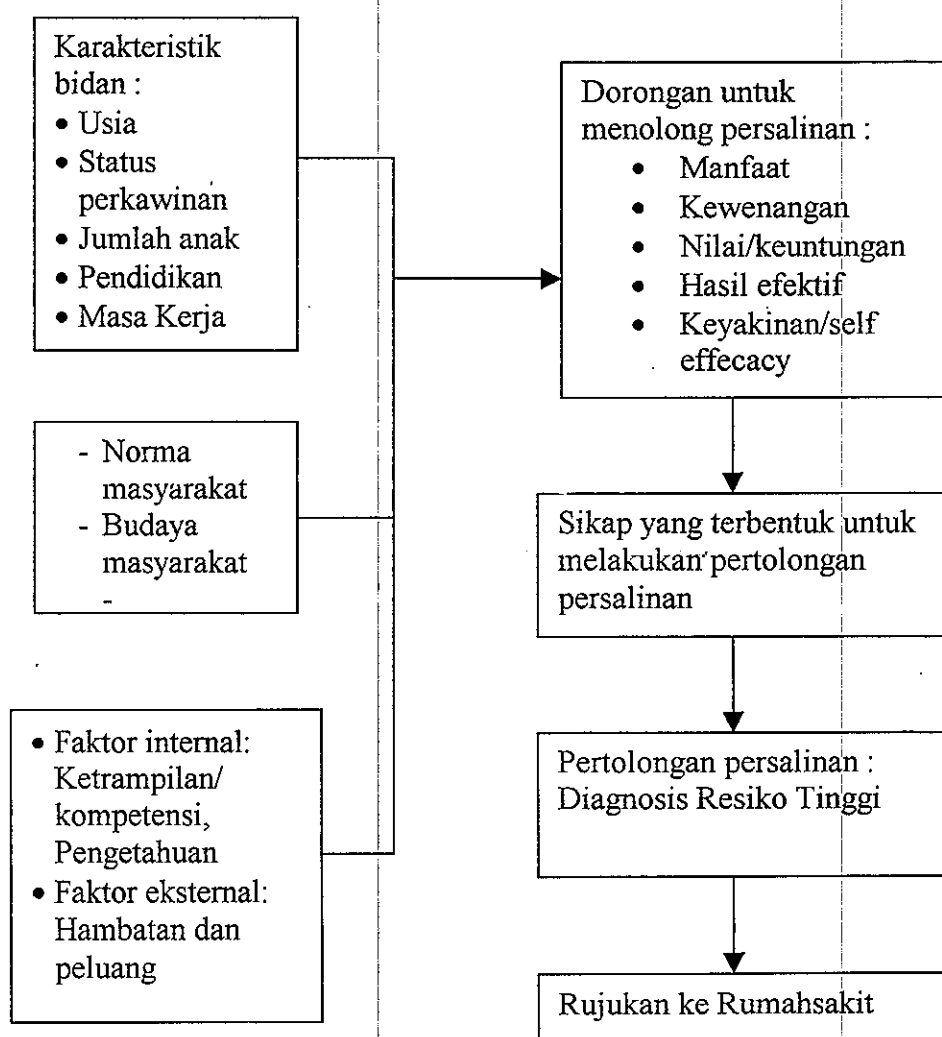 Karakteristik
bidan :
• Usia
• Status
perkawinan
• Jumlah anak
• Pendidikan
• Masa Kerja
- Norma
masyarakat
- Budaya
masyarakat
-
• Faktor internal:
Ketrampilan/
kompetensi,
Pengetahuan
• Faktor eksternal:
Hambatan dan
peluang
Dorongan untuk
menolong persalinan :
• Manfaat
• Kewenangan
• Nilai/keuntungan
• Hasil efektif
• Keyakinan/self
effecacy
Sikap yang terbentuk untuk
melakukan pertolongan
persalinan
Pertolongan persalinan :
Diagnosis Resiko Tinggi
Rujukan ke Rumahsakit